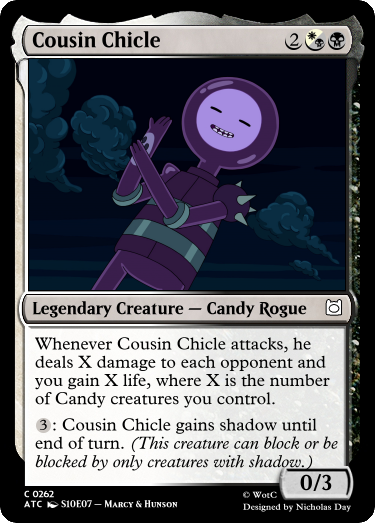 Cousin Chicle 2
Legendary Creature — Candy Rogue
Whenever Cousin Chicle attacks, he
deals X damage to each opponent and
you gain X life, where X is the number
of Candy creatures you control.
3: Cousin Chicle gains shadow until
end of turn. (This creature can block or be
blocked by only creatures with shadow.)
0/3
C 0262
ATC S10E07 – Marcy & Hunson
© WotC
Designed by Nicholas Day